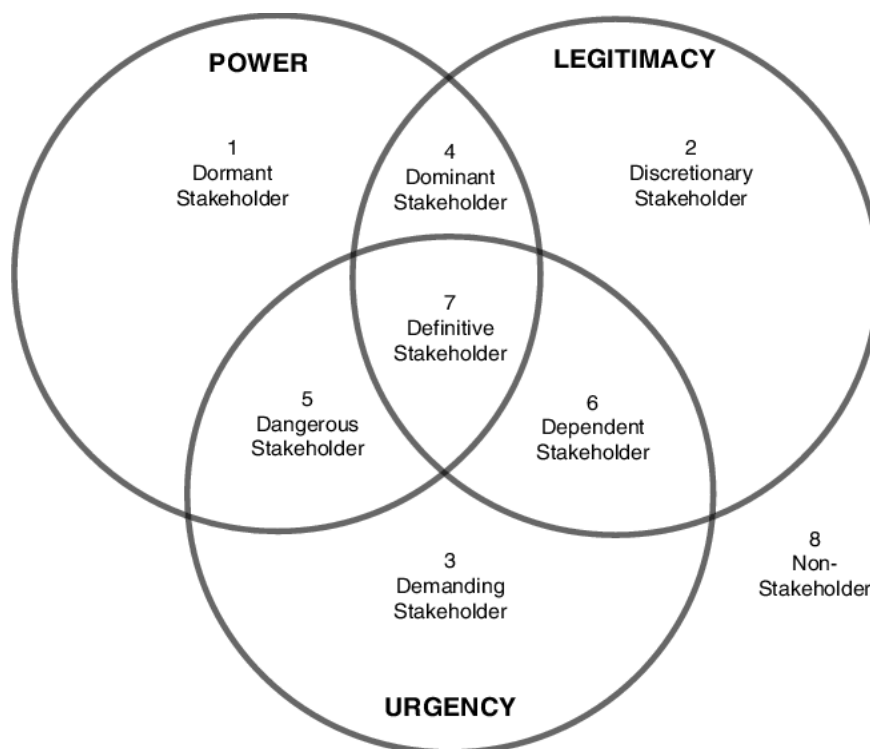 POWER
LEGITIMACY
1
Dormant
Stakeholder
4
Dominant
Stakeholder
2
Discretionary
Stakeholder
7
Definitive
Stakeholder
5
Dangerous
Stakeholder
6
Dependent
Stakeholder
3
Demanding
Stakeholder
8
Non-
Stakeholder
URGENCY